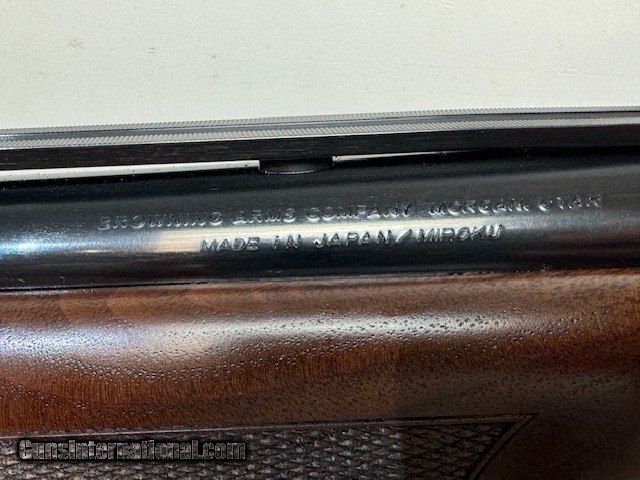 BROWNING ARMS COMPANY MORGAN, UTAH
MADE IN JAPAN/MIROKU
GunsInternational.com